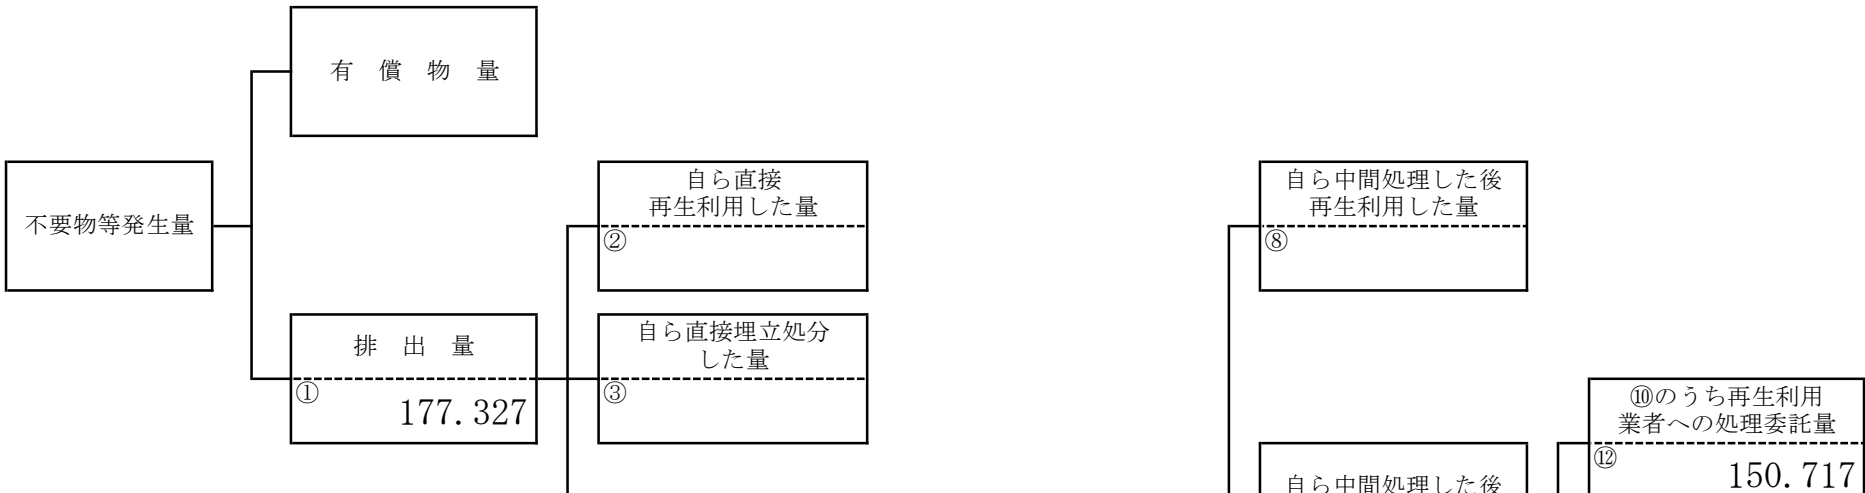 有 償 物 量
不要物等発生量
自ら直接
再生利用した量
②
自ら中間処理した後
再生利用した量
⑧
排 出 量
①
177.327
自ら直接埋立処分
した量
③
⑩のうち再生利用
業者への処理委託量
⑫
150.717
自ら中間処理した後